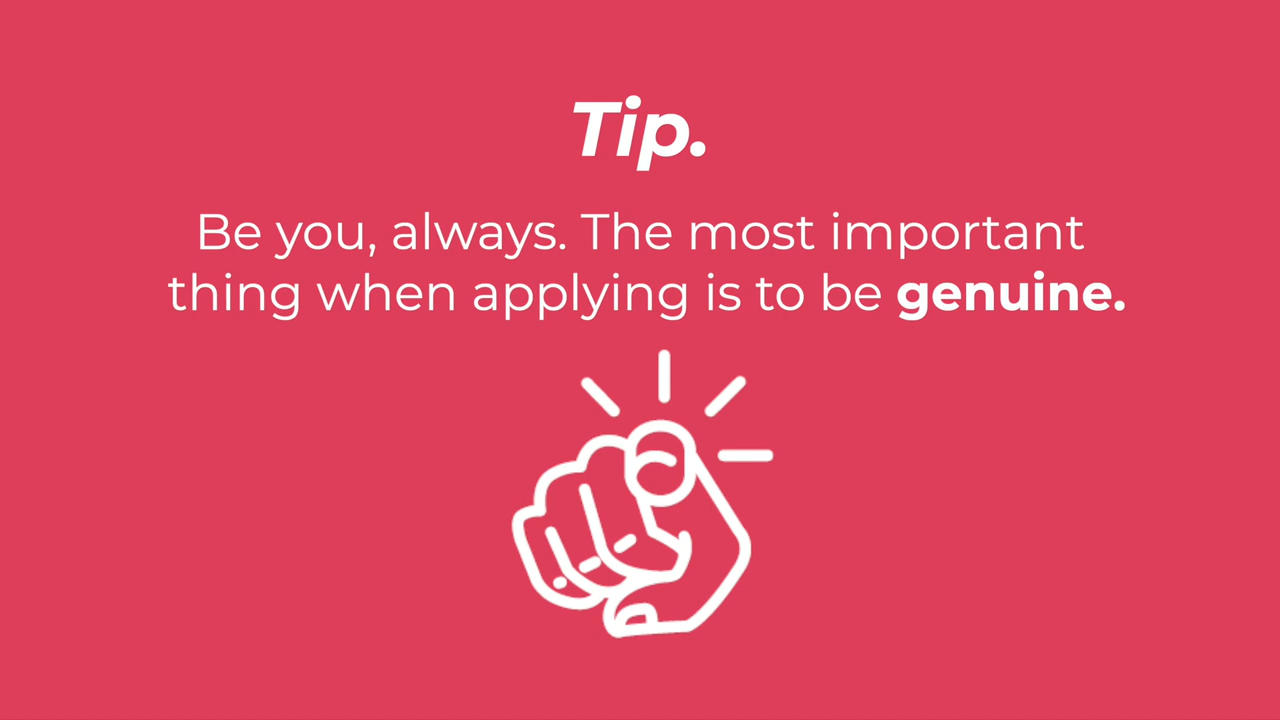 Tip.
Be you, always. The most important
thing when applying is to be genuine.